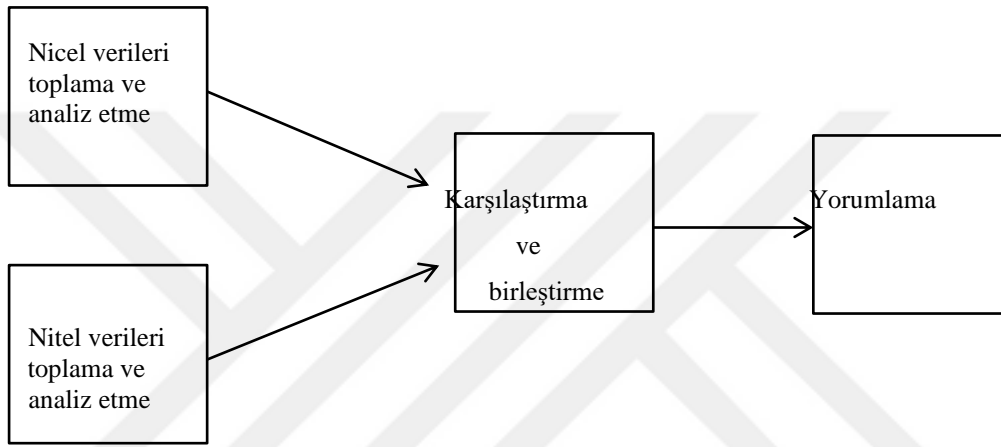 Nicel verileri
toplama ve
analiz etme
Nitel verileri
toplama ve
analiz etme
Karşılaştırma
ve
birleştirme
Yorumlama